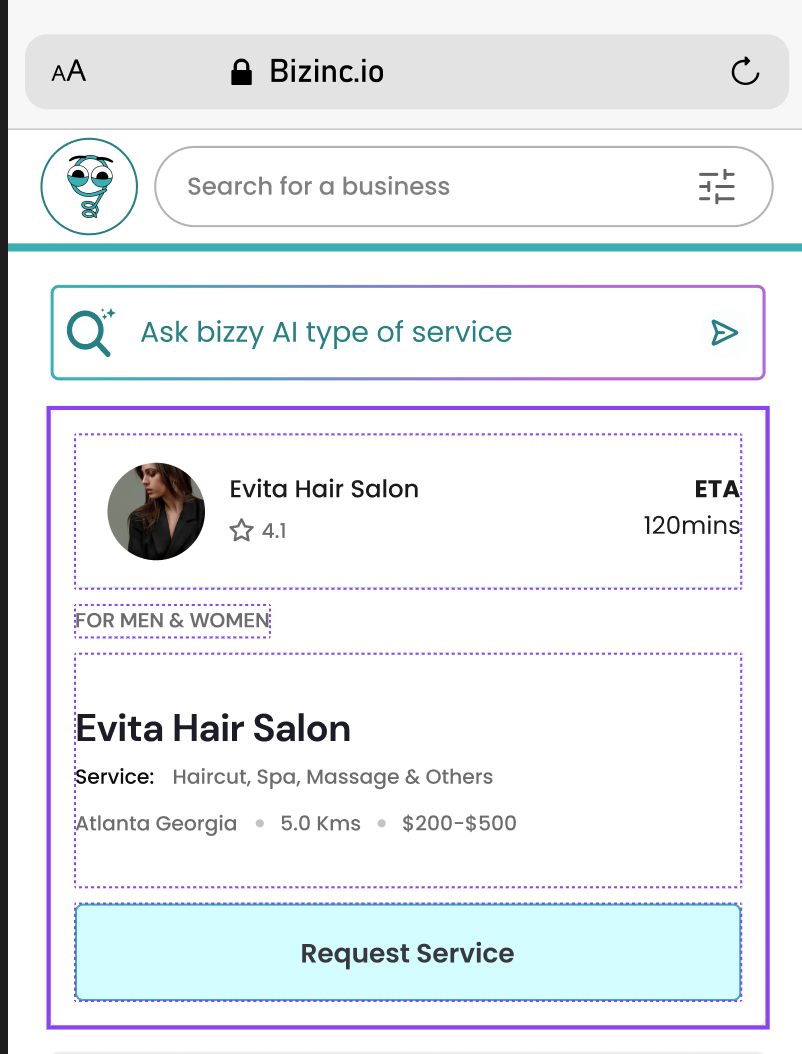 AA Bizinc.io
Search for a business
Ask bizzy AI type of service
Evita Hair Salon
ETA
4.1
120mins
FOR MEN & WOMEN
Evita Hair Salon
Service: Haircut, Spa, Massage & Others
Atlanta Georgia • 5.0 Kms • $200-$500
Request Service